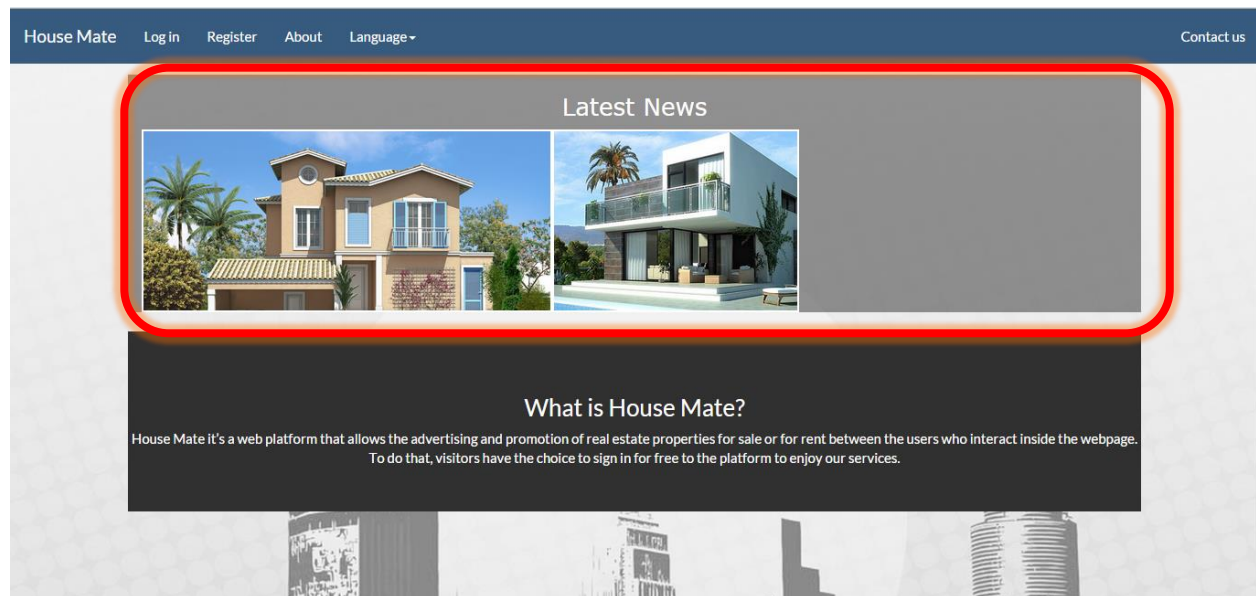 House Mate Log in Register About Language Contact us
Latest News
What is House Mate?
House Mate it's a web platform that allows the advertising and promotion of real estate properties for sale or for rent between the users who interact inside the webpage.
To do that, visitors have the choice to sign in for free to the platform to enjoy our services.